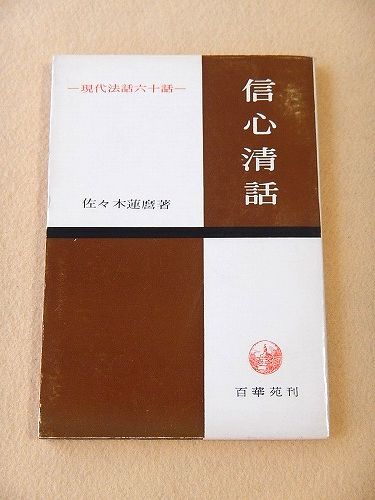 信心清話
—現代法話六十話—
佐々木蓮麿著
百華苑刊